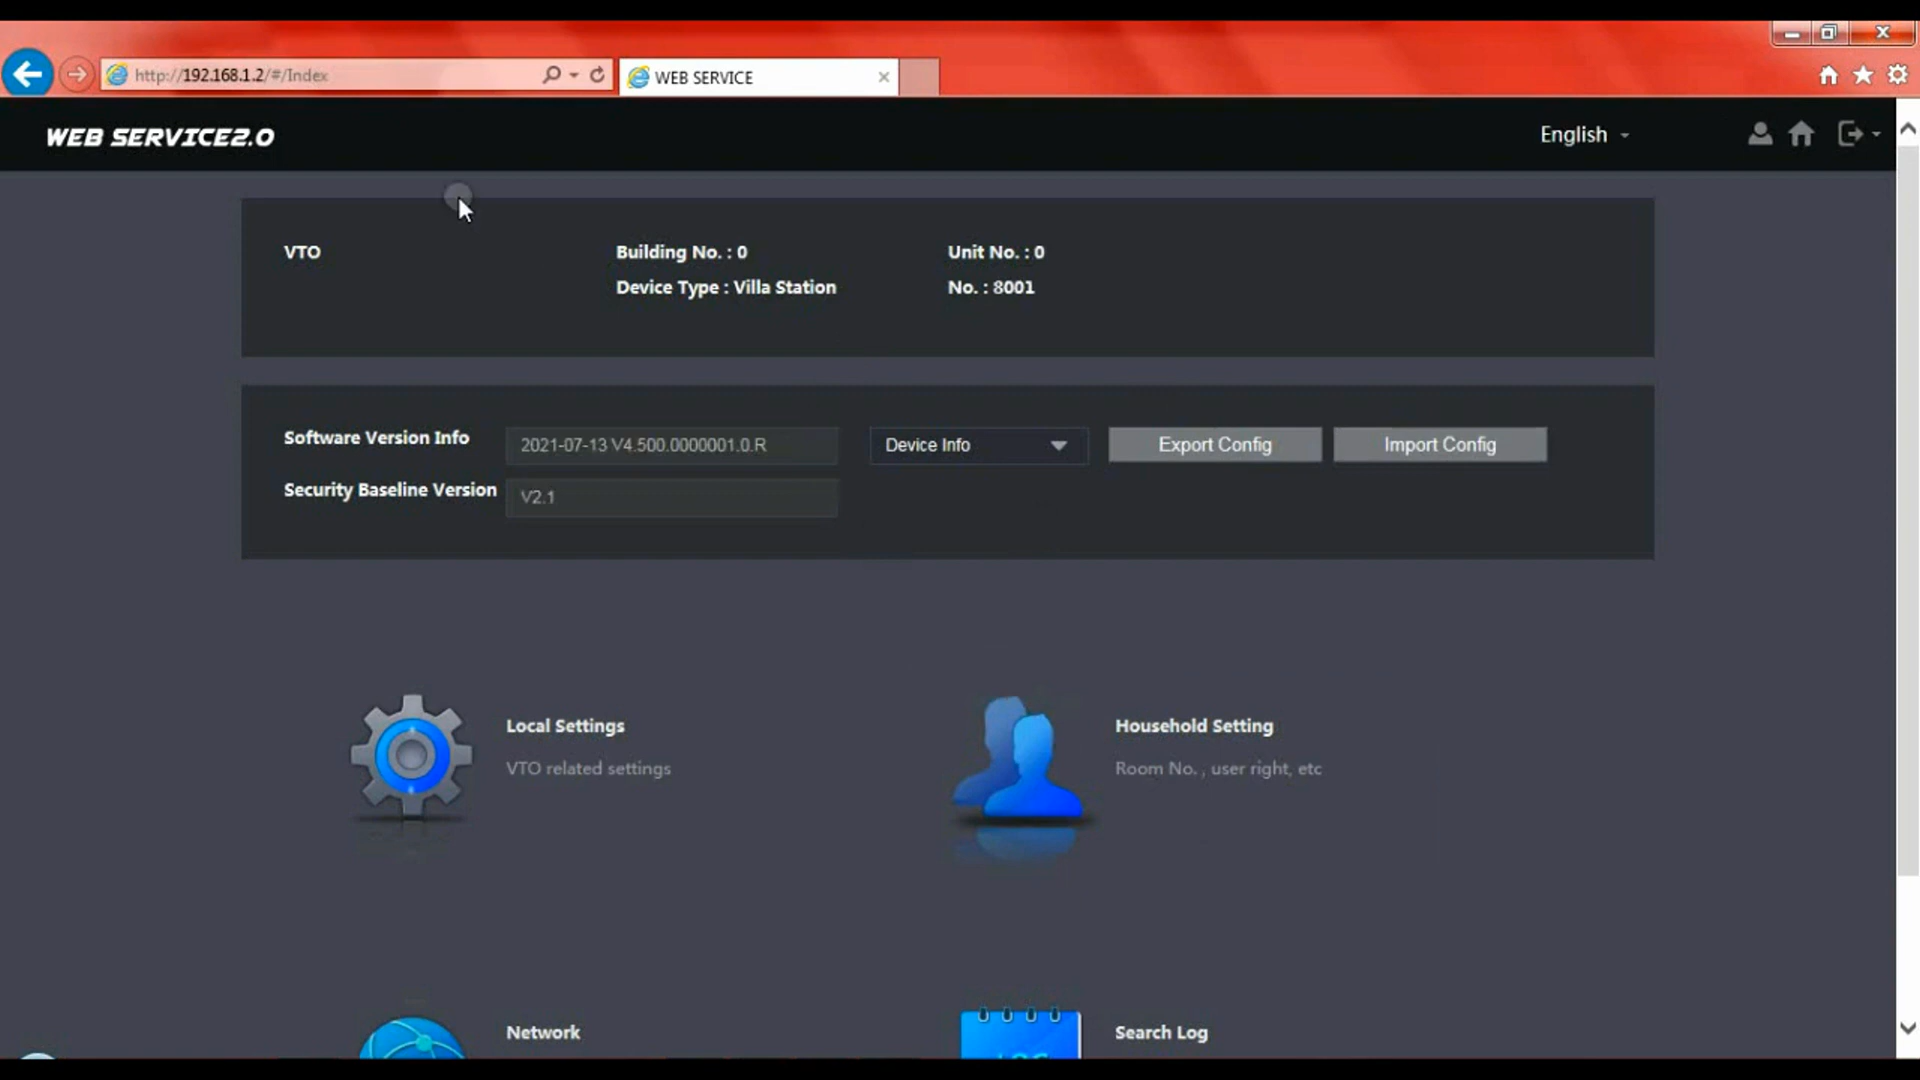 http://192.168.1.2/#/Index
WEB SERVICE
WEB SERVICE2.0
English
VTO
Building No. : 0
Unit No. : 0
Device Type : Villa Station
No. : 8001
Software Version Info
2021-07-13 V4.500.0000001.0.R
Device Info
Export Config
Import Config
Security Baseline Version
V2.1
Local Settings
VTO related settings
Household Setting
Room No. , user right, etc
Network
Search Log